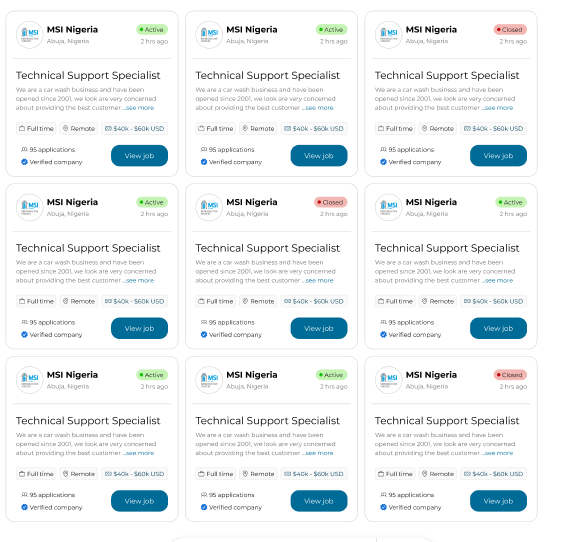 MSI Nigeria
Active
Abuja, Nigeria
2 hrs ago
Technical Support Specialist
We are a car wash business and have been
opened since 2001, we look are very concerned
about providing the best customer ...see more
Full time
Remote
$40k - $60k USD
95 applications
Verified company
View job
MSI Nigeria
Active
Abuja, Nigeria
2 hrs ago
Technical Support Specialist
We are a car wash business and have been
opened since 2001, we look are very concerned
about providing the best customer ...see more
Full time
Remote
$40k - $60k USD
95 applications
Verified company
View job
MSI Nigeria
Closed
Abuja, Nigeria
2 hrs ago
Technical Support Specialist
We are a car wash business and have been
opened since 2001, we look are very concerned
about providing the best customer ...see more
Full time
Remote
$40k - $60k USD
95 applications
Verified company
View job
MSI Nigeria
Active
Abuja, Nigeria
2 hrs ago
Technical Support Specialist
We are a car wash business and have been
opened since 2001, we look are very concerned
about providing the best customer ...see more
Full time
Remote
$40k - $60k USD
95 applications
Verified company
View job
MSI Nigeria
Closed
Abuja, Nigeria
2 hrs ago
Technical Support Specialist
We are a car wash business and have been
opened since 2001, we look are very concerned
about providing the best customer ...see more
Full time
Remote
$40k - $60k USD
95 applications
Verified company
View job
MSI Nigeria
Active
Abuja, Nigeria
2 hrs ago
Technical Support Specialist
We are a car wash business and have been
opened since 2001, we look are very concerned
about providing the best customer ...see more
Full time
Remote
$40k - $60k USD
95 applications
Verified company
View job
MSI Nigeria
Active
Abuja, Nigeria
2 hrs ago
Technical Support Specialist
We are a car wash business and have been
opened since 2001, we look are very concerned
about providing the best customer ...see more
Full time
Remote
$40k - $60k USD
95 applications
Verified company
View job
MSI Nigeria
Active
Abuja, Nigeria
2 hrs ago
Technical Support Specialist
We are a car wash business and have been
opened since 2001, we look are very concerned
about providing the best customer ...see more
Full time
Remote
$40k - $60k USD
95 applications
Verified company
View job
MSI Nigeria
Closed
Abuja, Nigeria
2 hrs ago
Technical Support Specialist
We are a car wash business and have been
opened since 2001, we look are very concerned
about providing the best customer ...see more
Full time
Remote
$40k - $60k USD
95 applications
Verified company
View job